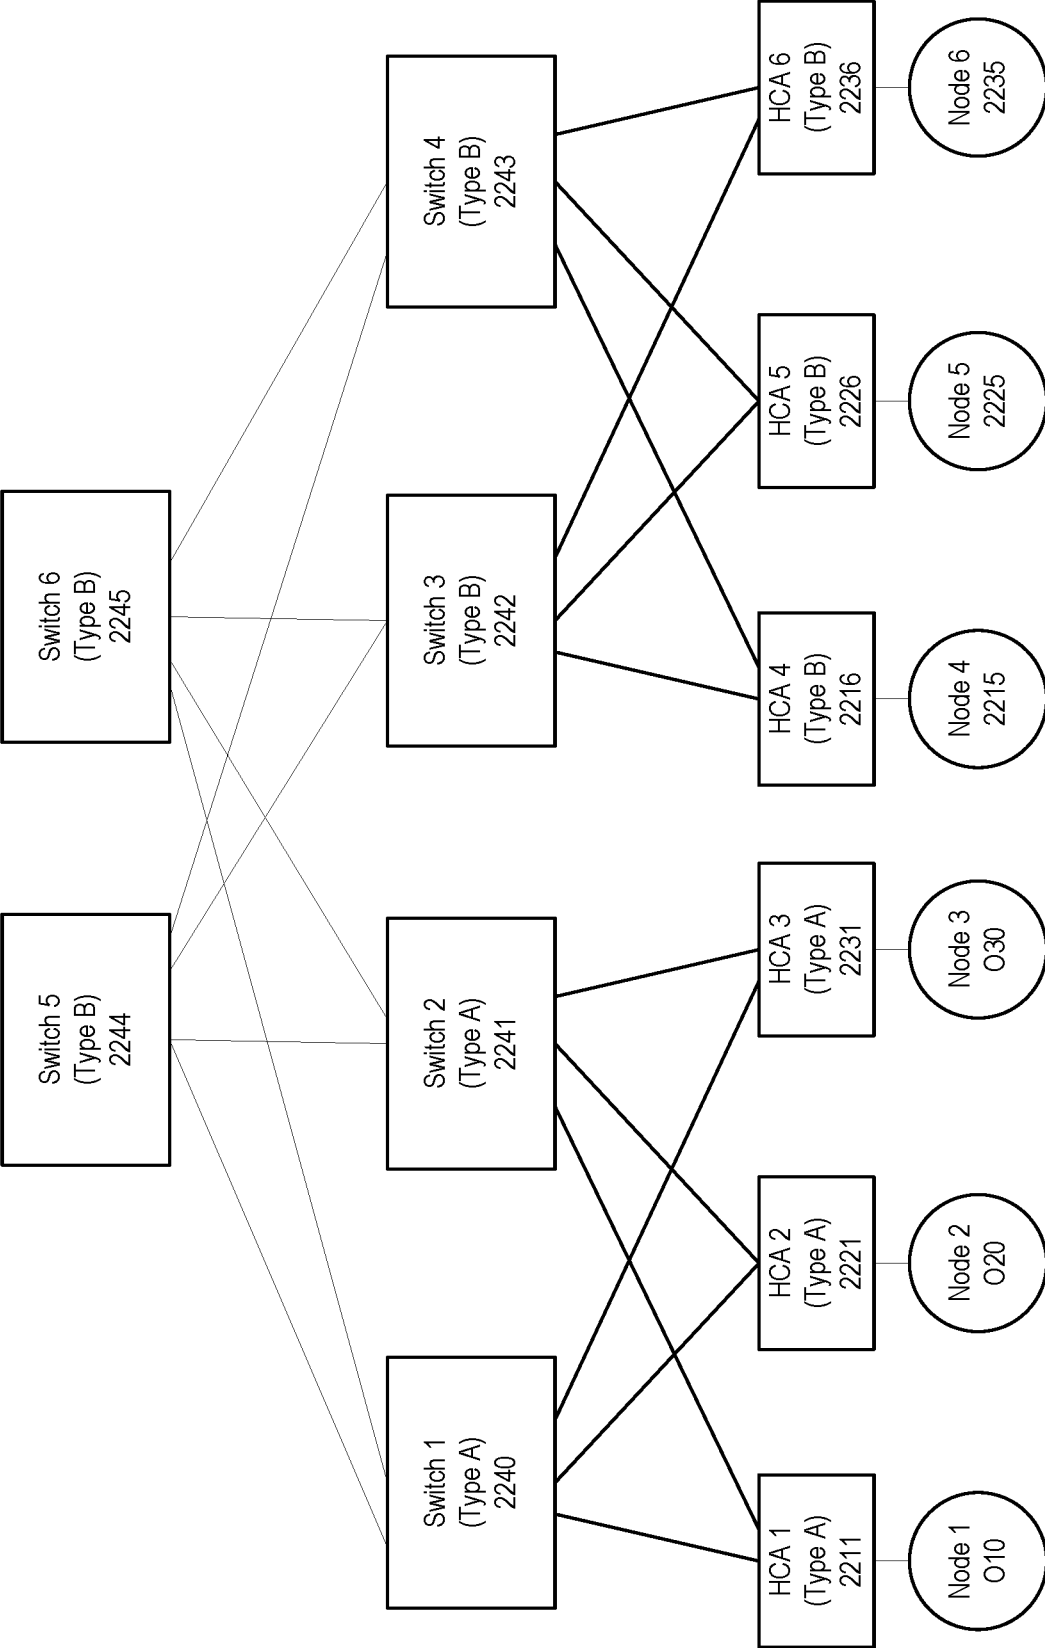 Switch 5
(Type B)
2244
Switch 6
(Type B)
2245
Switch 1
(Type A)
2240
Switch 2
(Type A)
2241
Switch 3
(Type B)
2242
Switch 4
(Type B)
2243
HCA 1
(Type A)
2211
HCA 2
(Type A)
2221
HCA 3
(Type A)
2231
HCA 4
(Type B)
2216
HCA 5
(Type B)
2226
HCA 6
(Type B)
2236
Node 1
O10
Node 2
O20
Node 3
O30
Node 4
2215
Node 5
2225
Node 6
2235